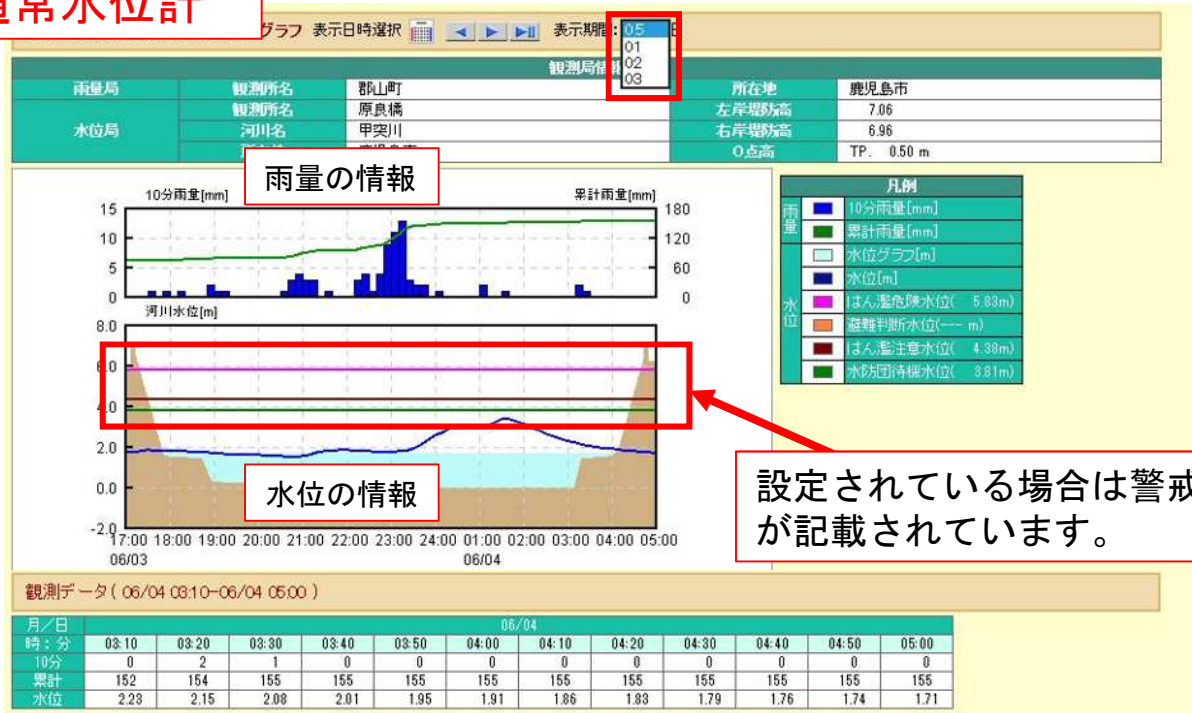 通常水位計
グラフ 表示日時選択 表示期間: 05
01
02
03
観測局情
雨量局 観測所名 郡山町 所在地 鹿児島市
水位局 観測所名 原良橋 左岸堤防高 7.06
河川名 甲突川 右岸堤防高 6.96
0点高 TP. 0.50 m
雨量の情報
10分雨量[mm] 累計雨量[mm]
15 180
10 120
5 60
0 0
河川水位[m]
8.0
6.0
4.0
2.0
0.0
-2.0
水位の情報
17:00 18:00 19:00 20:00 21:00 22:00 23:00 24:00 01:00 02:00 03:00 04:00 05:00
06/03 06/04
凡例
雨量 10分雨量[mm]
累計雨量[mm]
水位 水位グラフ[m]
水位[m]
はん濫危険水位( 5.83m)
避難判断水位(--- m)
はん濫注意水位( 4.38m)
水防団待機水位( 3.81m)
設定されている場合は警戒
が記載されています。
観測データ( 06/04 03:10-06/04 05:00 )
月/日 06/04
時:分 03:10 03:20 03:30 03:40 03:50 04:00 04:10 04:20 04:30 04:40 04:50 05:00
10分 0 2 1 0 0 0 0 0 0 0 0 0
累計 152 154 155 155 155 155 155 155 155 155 155 155
水位 2.23 2.15 2.08 2.01 1.95 1.91 1.86 1.83 1.79 1.76 1.74 1.71